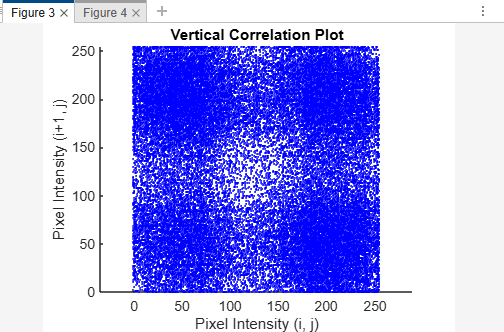 Figure 3 × Figure 4 × +
Vertical Correlation Plot
Pixel Intensity (i+1, j)
250
200
150
100
50
0
0 50 100 150 200 250
Pixel Intensity (i, j)